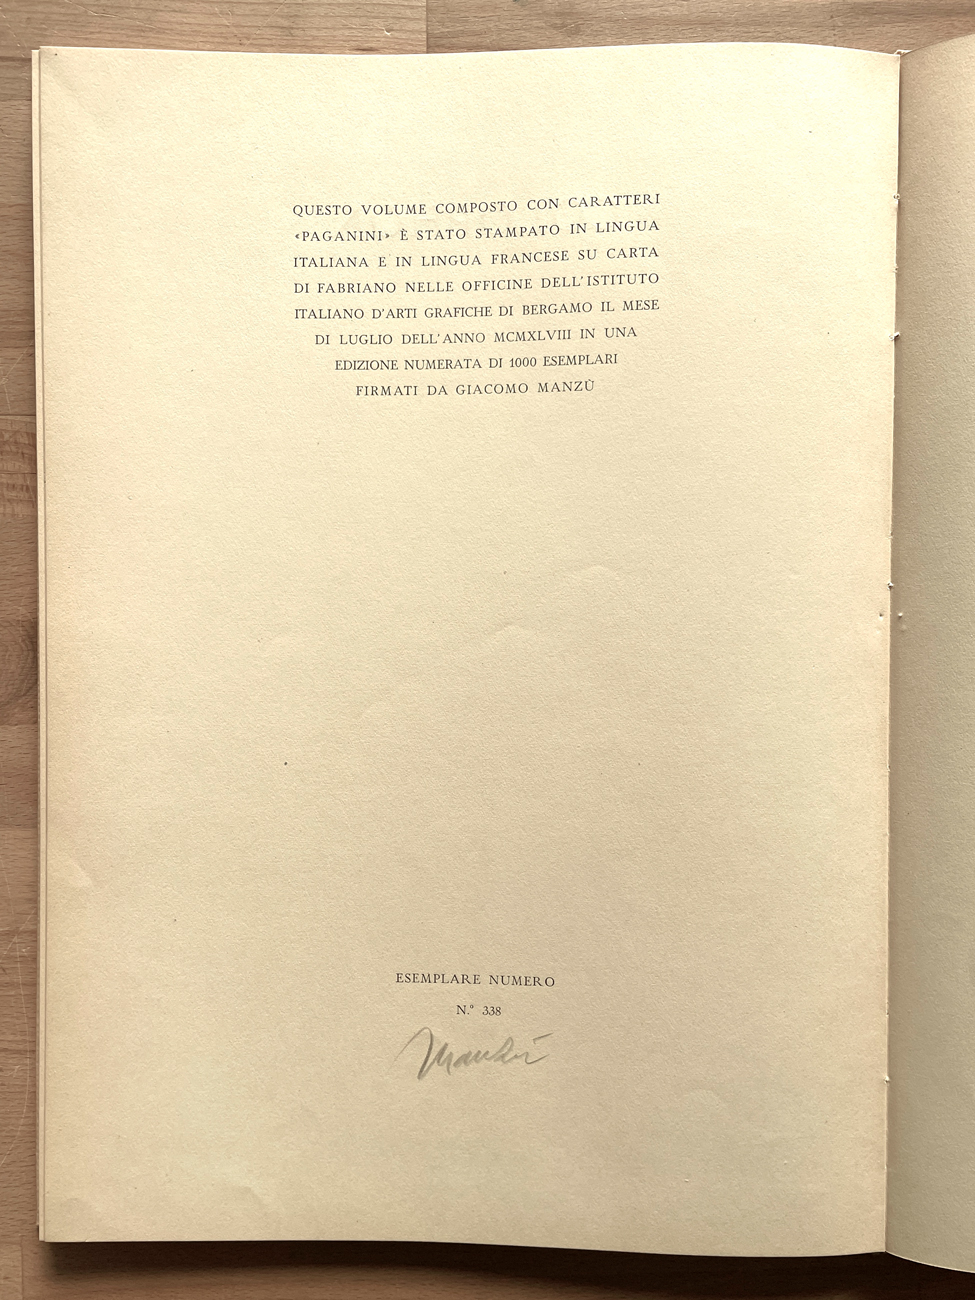 QUESTO VOLUME COMPOSTO CON CARATTERI
«PAGANINI» È STATO STAMPATO IN LINGUA
ITALIANA E IN LINGUA FRANCESE SU CARTA
DI FABRIANO NELLE OFFICINE DELL'ISTITUTO
ITALIANO D'ARTI GRAFICHE DI BERGAMO IL MESE
DI LUGLIO DELL'ANNO MCMXLVIII IN UNA
EDIZIONE NUMERATA DI 1000 ESEMPLARI
FIRMATI DA GIACOMO MANZÙ
ESEMPLARE NUMERO
N.º 338
Manzù